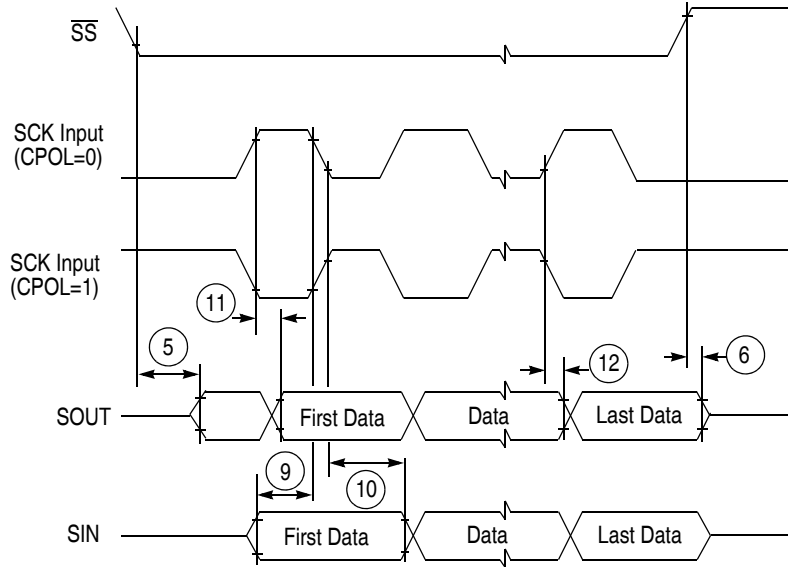 SS
SCK Input
(CPOL=0)
SCK Input
(CPOL=1)
11
5
12
6
SOUT
First Data
Data
Last Data
9
10
SIN
First Data
Data
Last Data